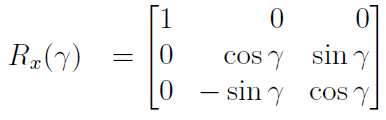 R_x(γ) = [1 0 0
0 cos γ sin γ
0 − sin γ cos γ]